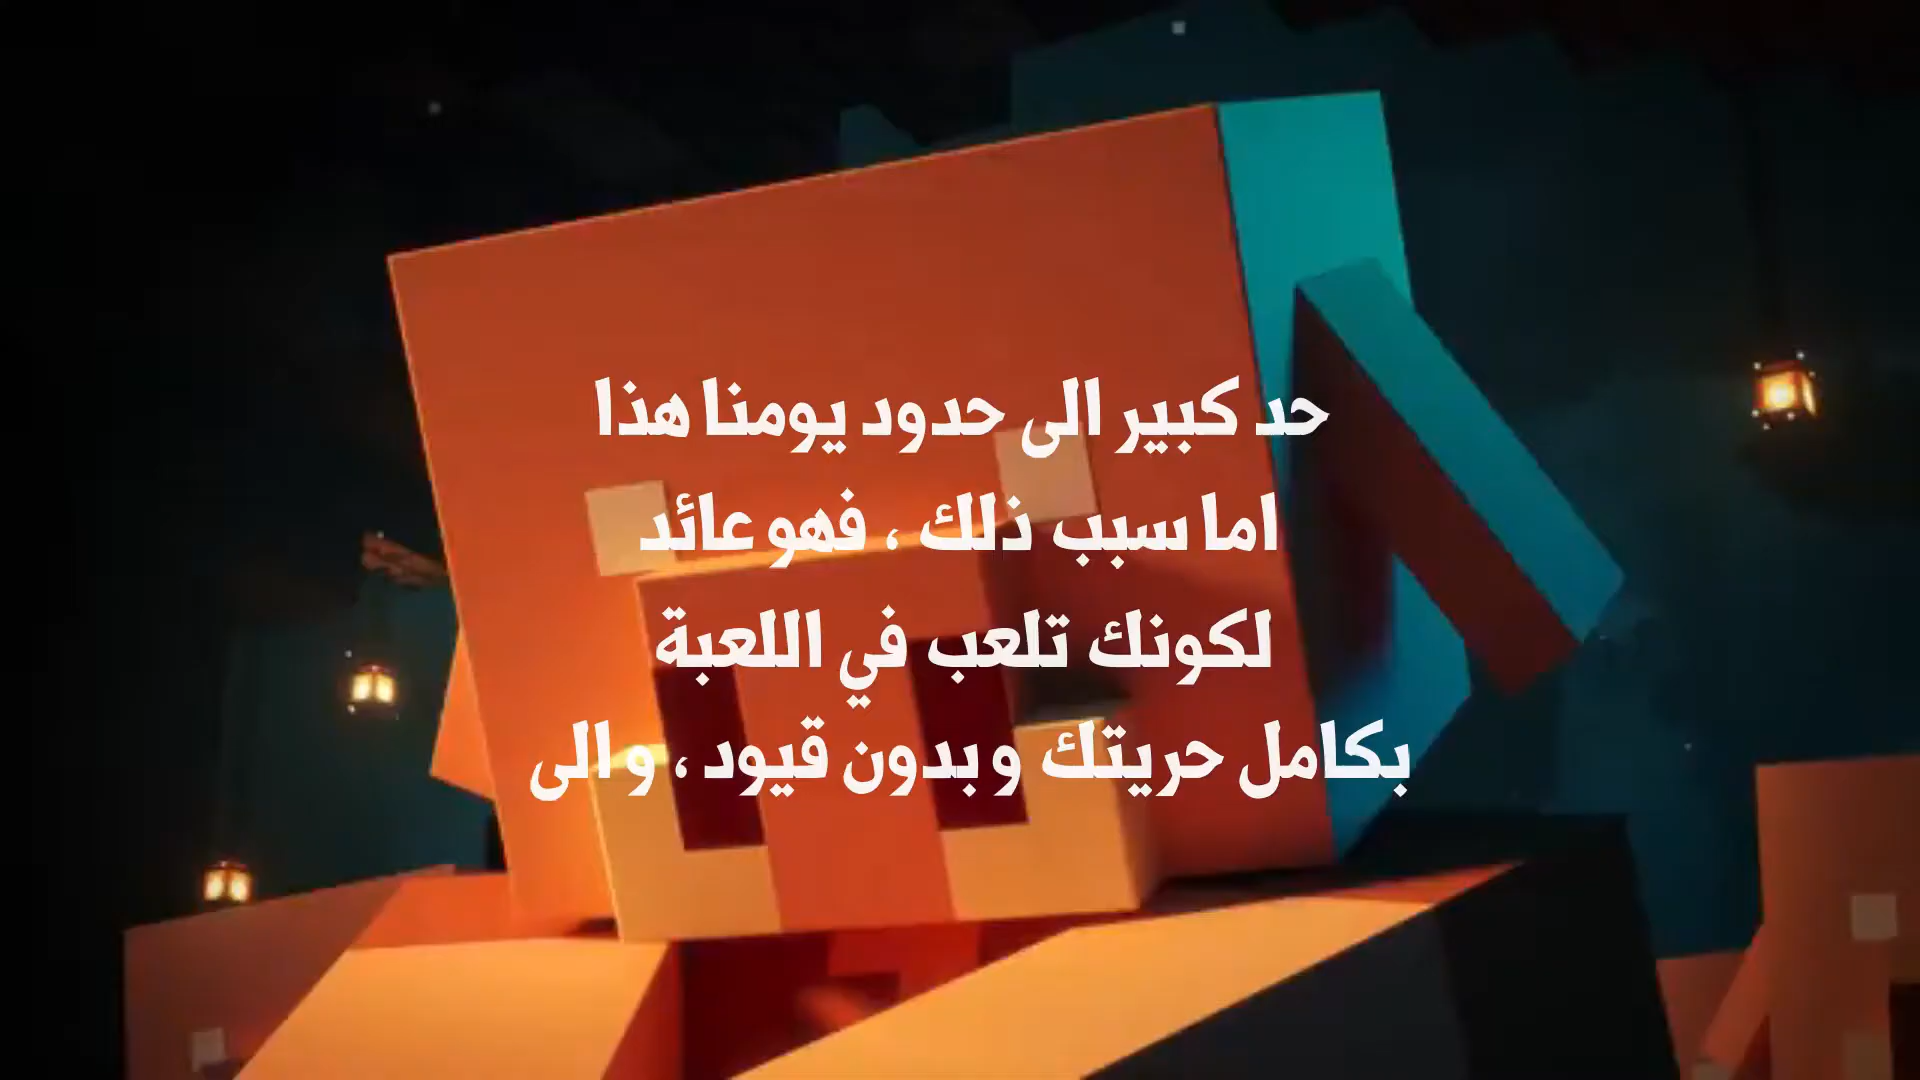 حد كبير الى حدود يومنا هذا
اما سبب ذلك ، فهو عائد
لكونك تلعب في اللعبة
بكامل حريتك و بدون قيود ، و الى